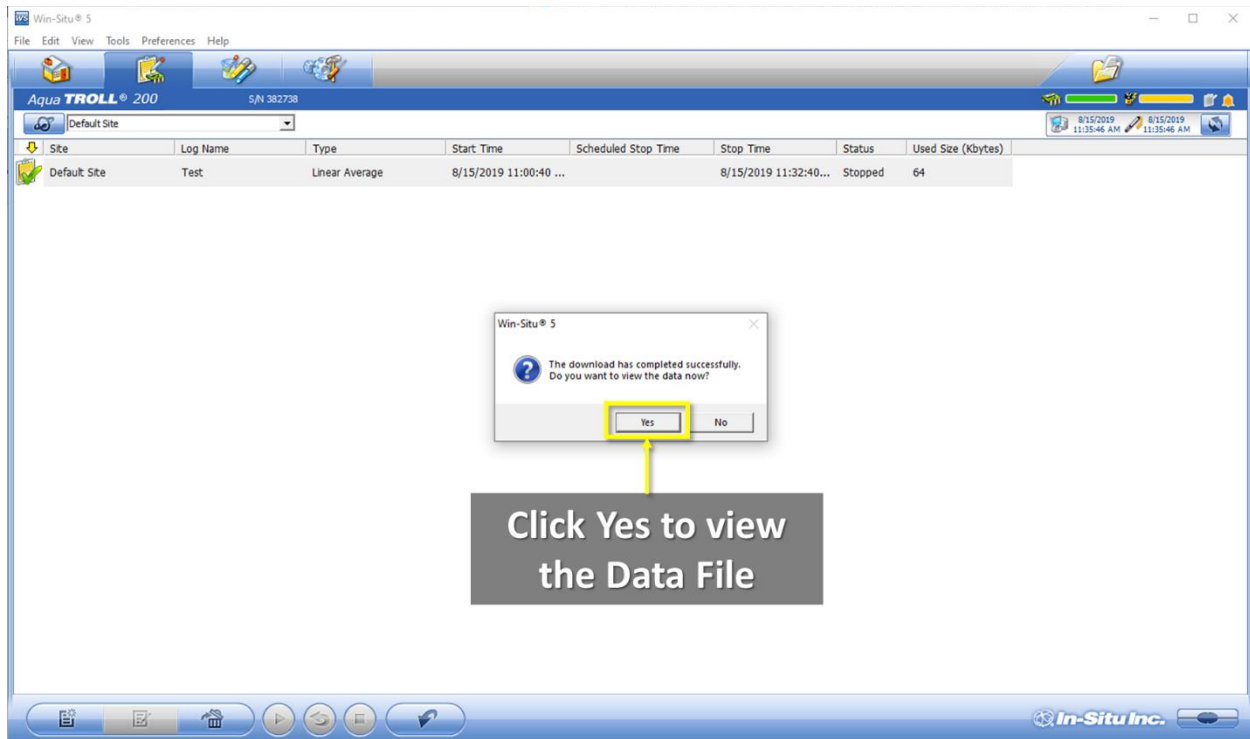 Win-Situ® 5
File Edit View Tools Preferences Help
Aqua TROLL® 200 S/N 382738
Default Site
8/15/2019 11:35:46 AM 8/15/2019 11:35:46 AM
Site Log Name Type Start Time Scheduled Stop Time Stop Time Status Used Size (Kbytes)
Default Site Test Linear Average 8/15/2019 11:00:40 ... 8/15/2019 11:32:40... Stopped 64
Win-Situ® 5
The download has completed successfully.
Do you want to view the data now?
Yes No
Click Yes to view
the Data File
In-Situ Inc.